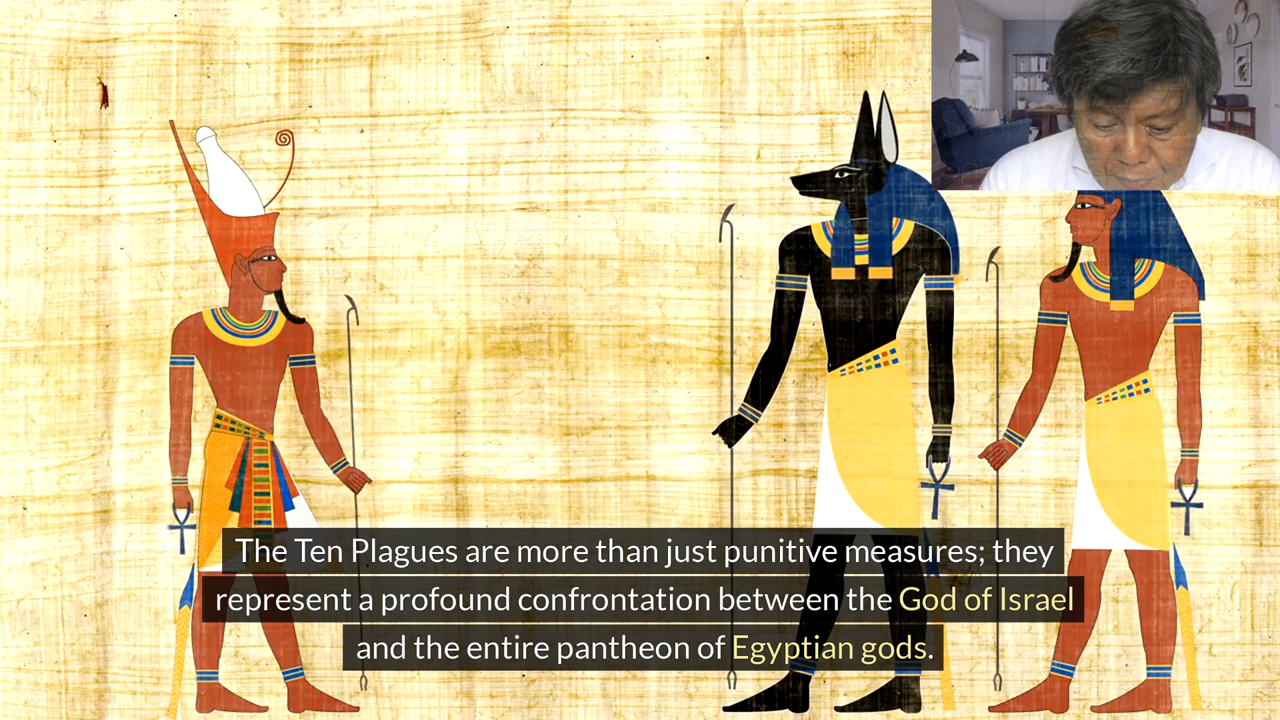 The Ten Plagues are more than just punitive measures; they
represent a profound confrontation between the God of Israel
and the entire pantheon of Egyptian gods.